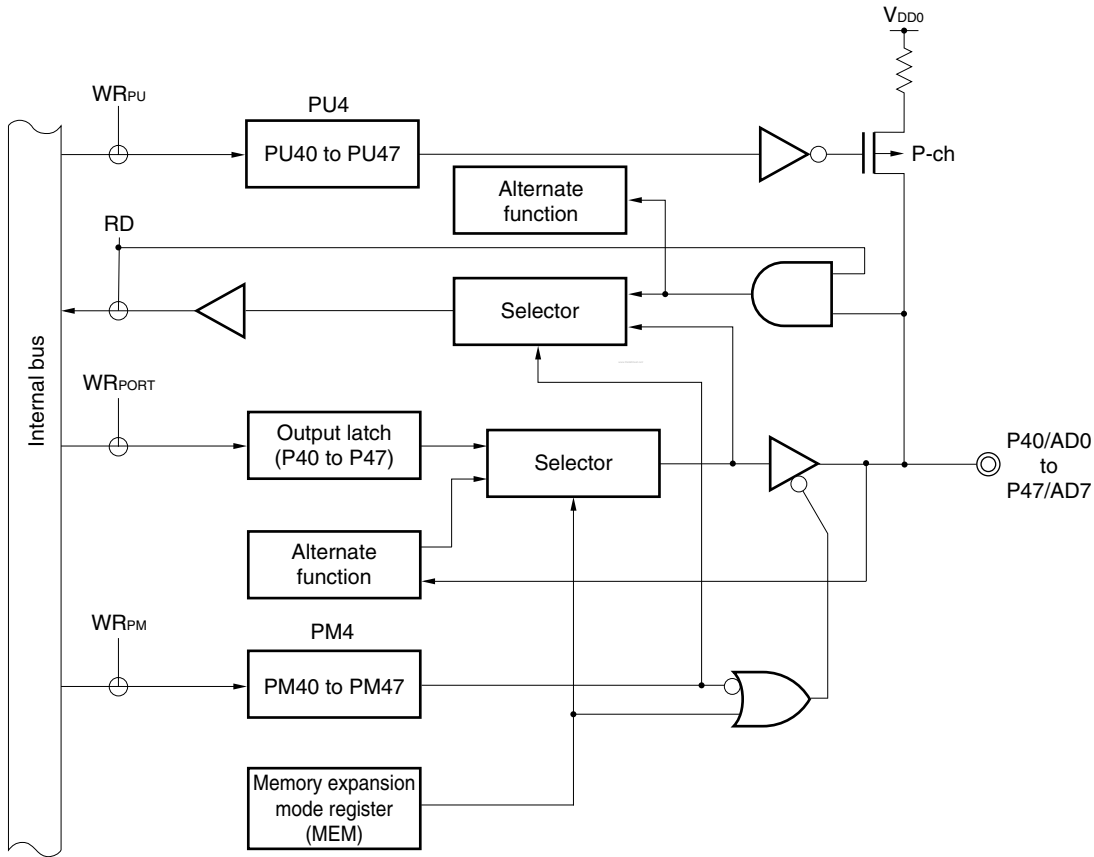 VDD0
WRPU
PU4
PU40 to PU47
P-ch
Alternate
function
RD
Selector
Internal bus
WRPORT
Output latch
(P40 to P47)
Selector
P40/AD0
to
P47/AD7
Alternate
function
WRPM
PM4
PM40 to PM47
Memory expansion
mode register
(MEM)